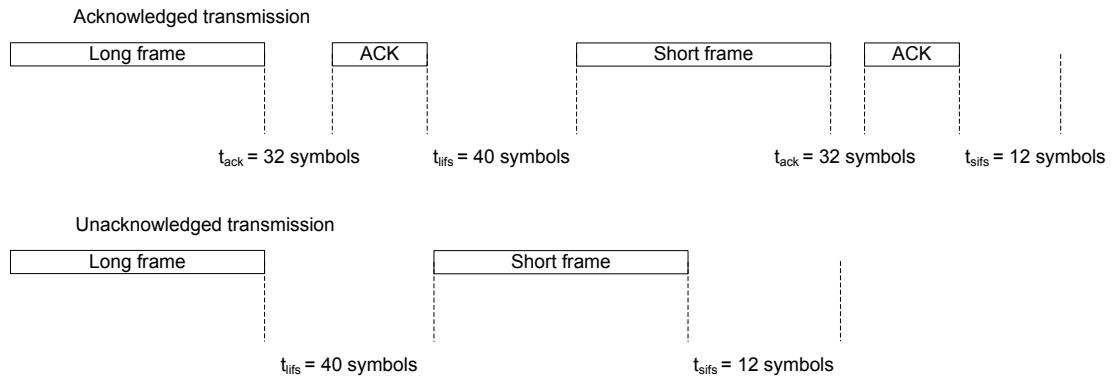 Acknowledged transmission
Long frame ACK Short frame ACK
tack = 32 symbols tlifs = 40 symbols tack = 32 symbols tsifs = 12 symbols
Unacknowledged transmission
Long frame Short frame
tlifs = 40 symbols tsifs = 12 symbols